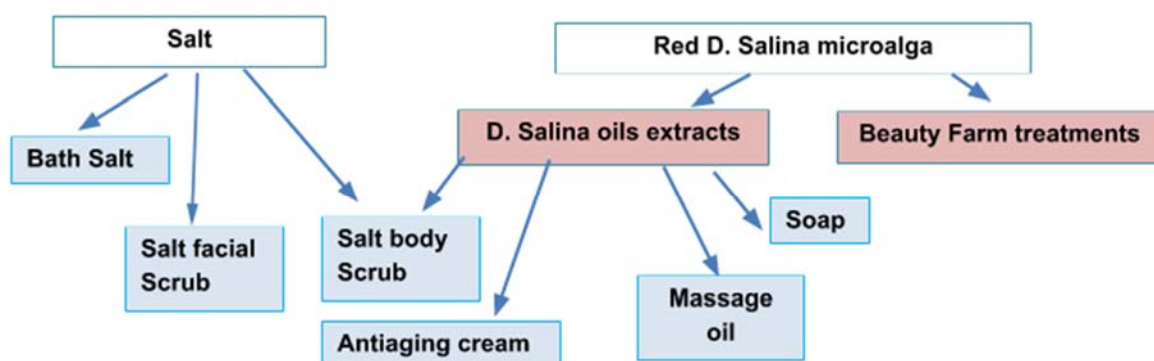 Salt
Red D. Salina microalga
D. Salina oils extracts
Beauty Farm treatments
Bath Salt
Salt facial
Scrub
Salt body
Scrub
Soap
Massage
oil
Antiaging cream